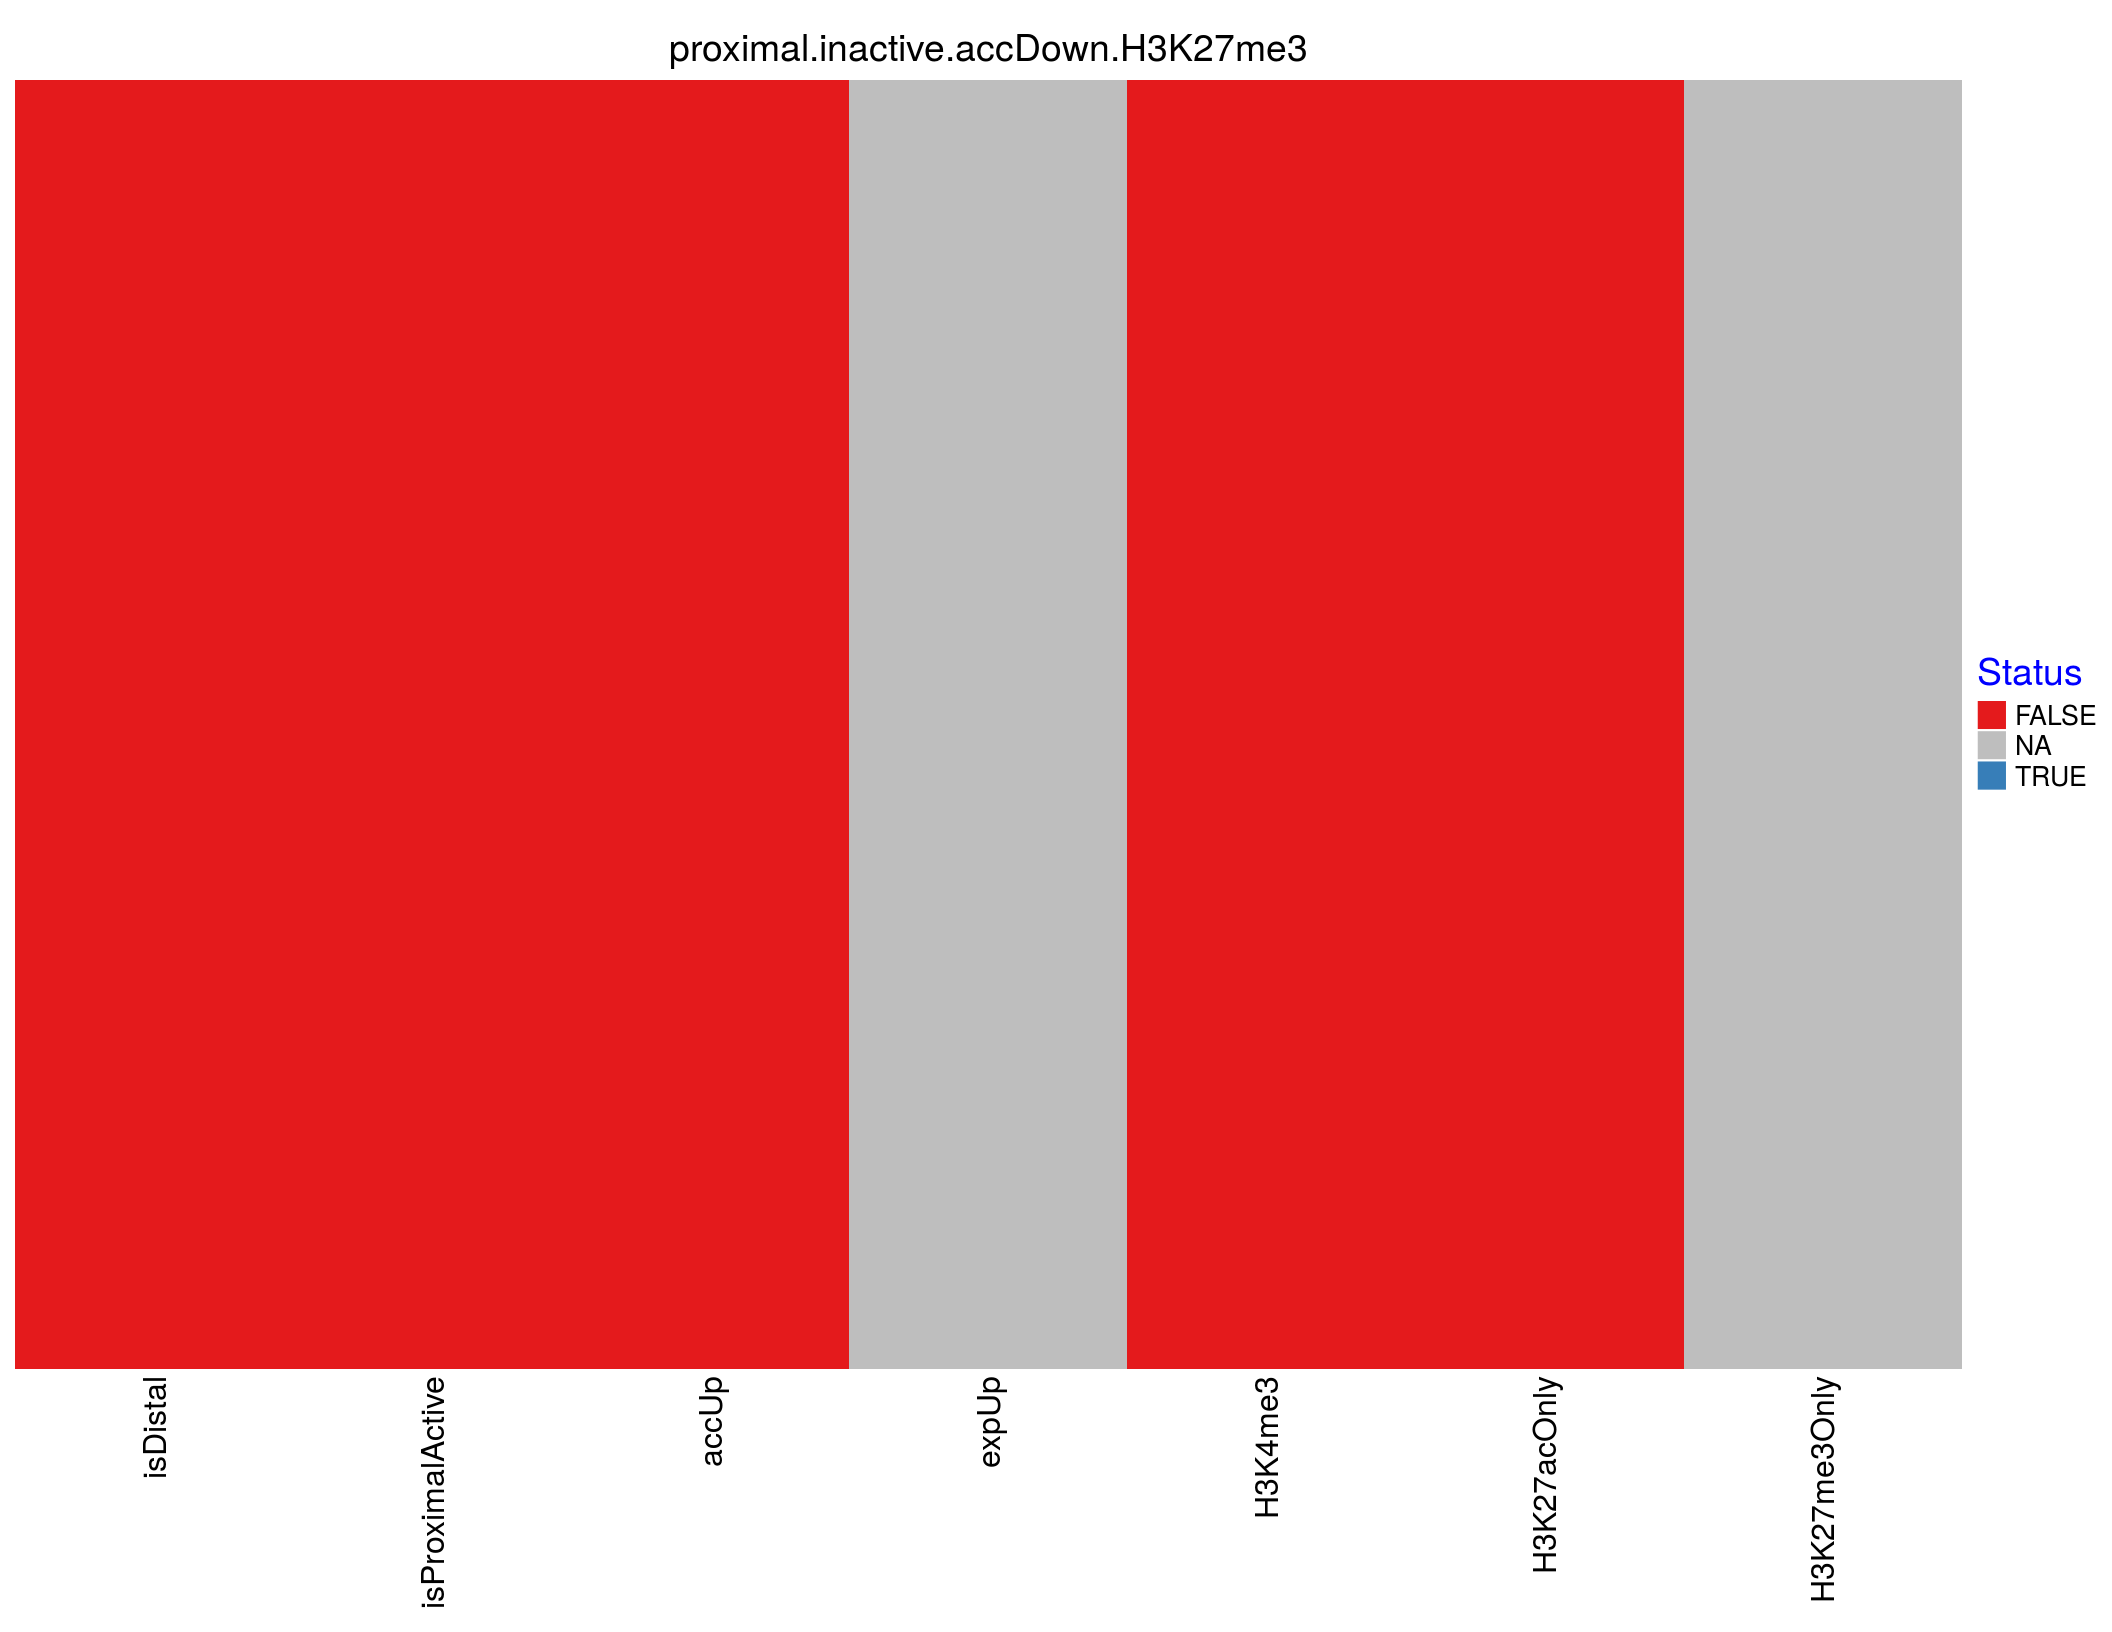 proximal.inactive.accDown.H3K27me3
Status
FALSE
NA
TRUE
isDistal
isProximalActive
accUp
expUp
H3K4me3
H3K27acOnly
H3K27me3Only